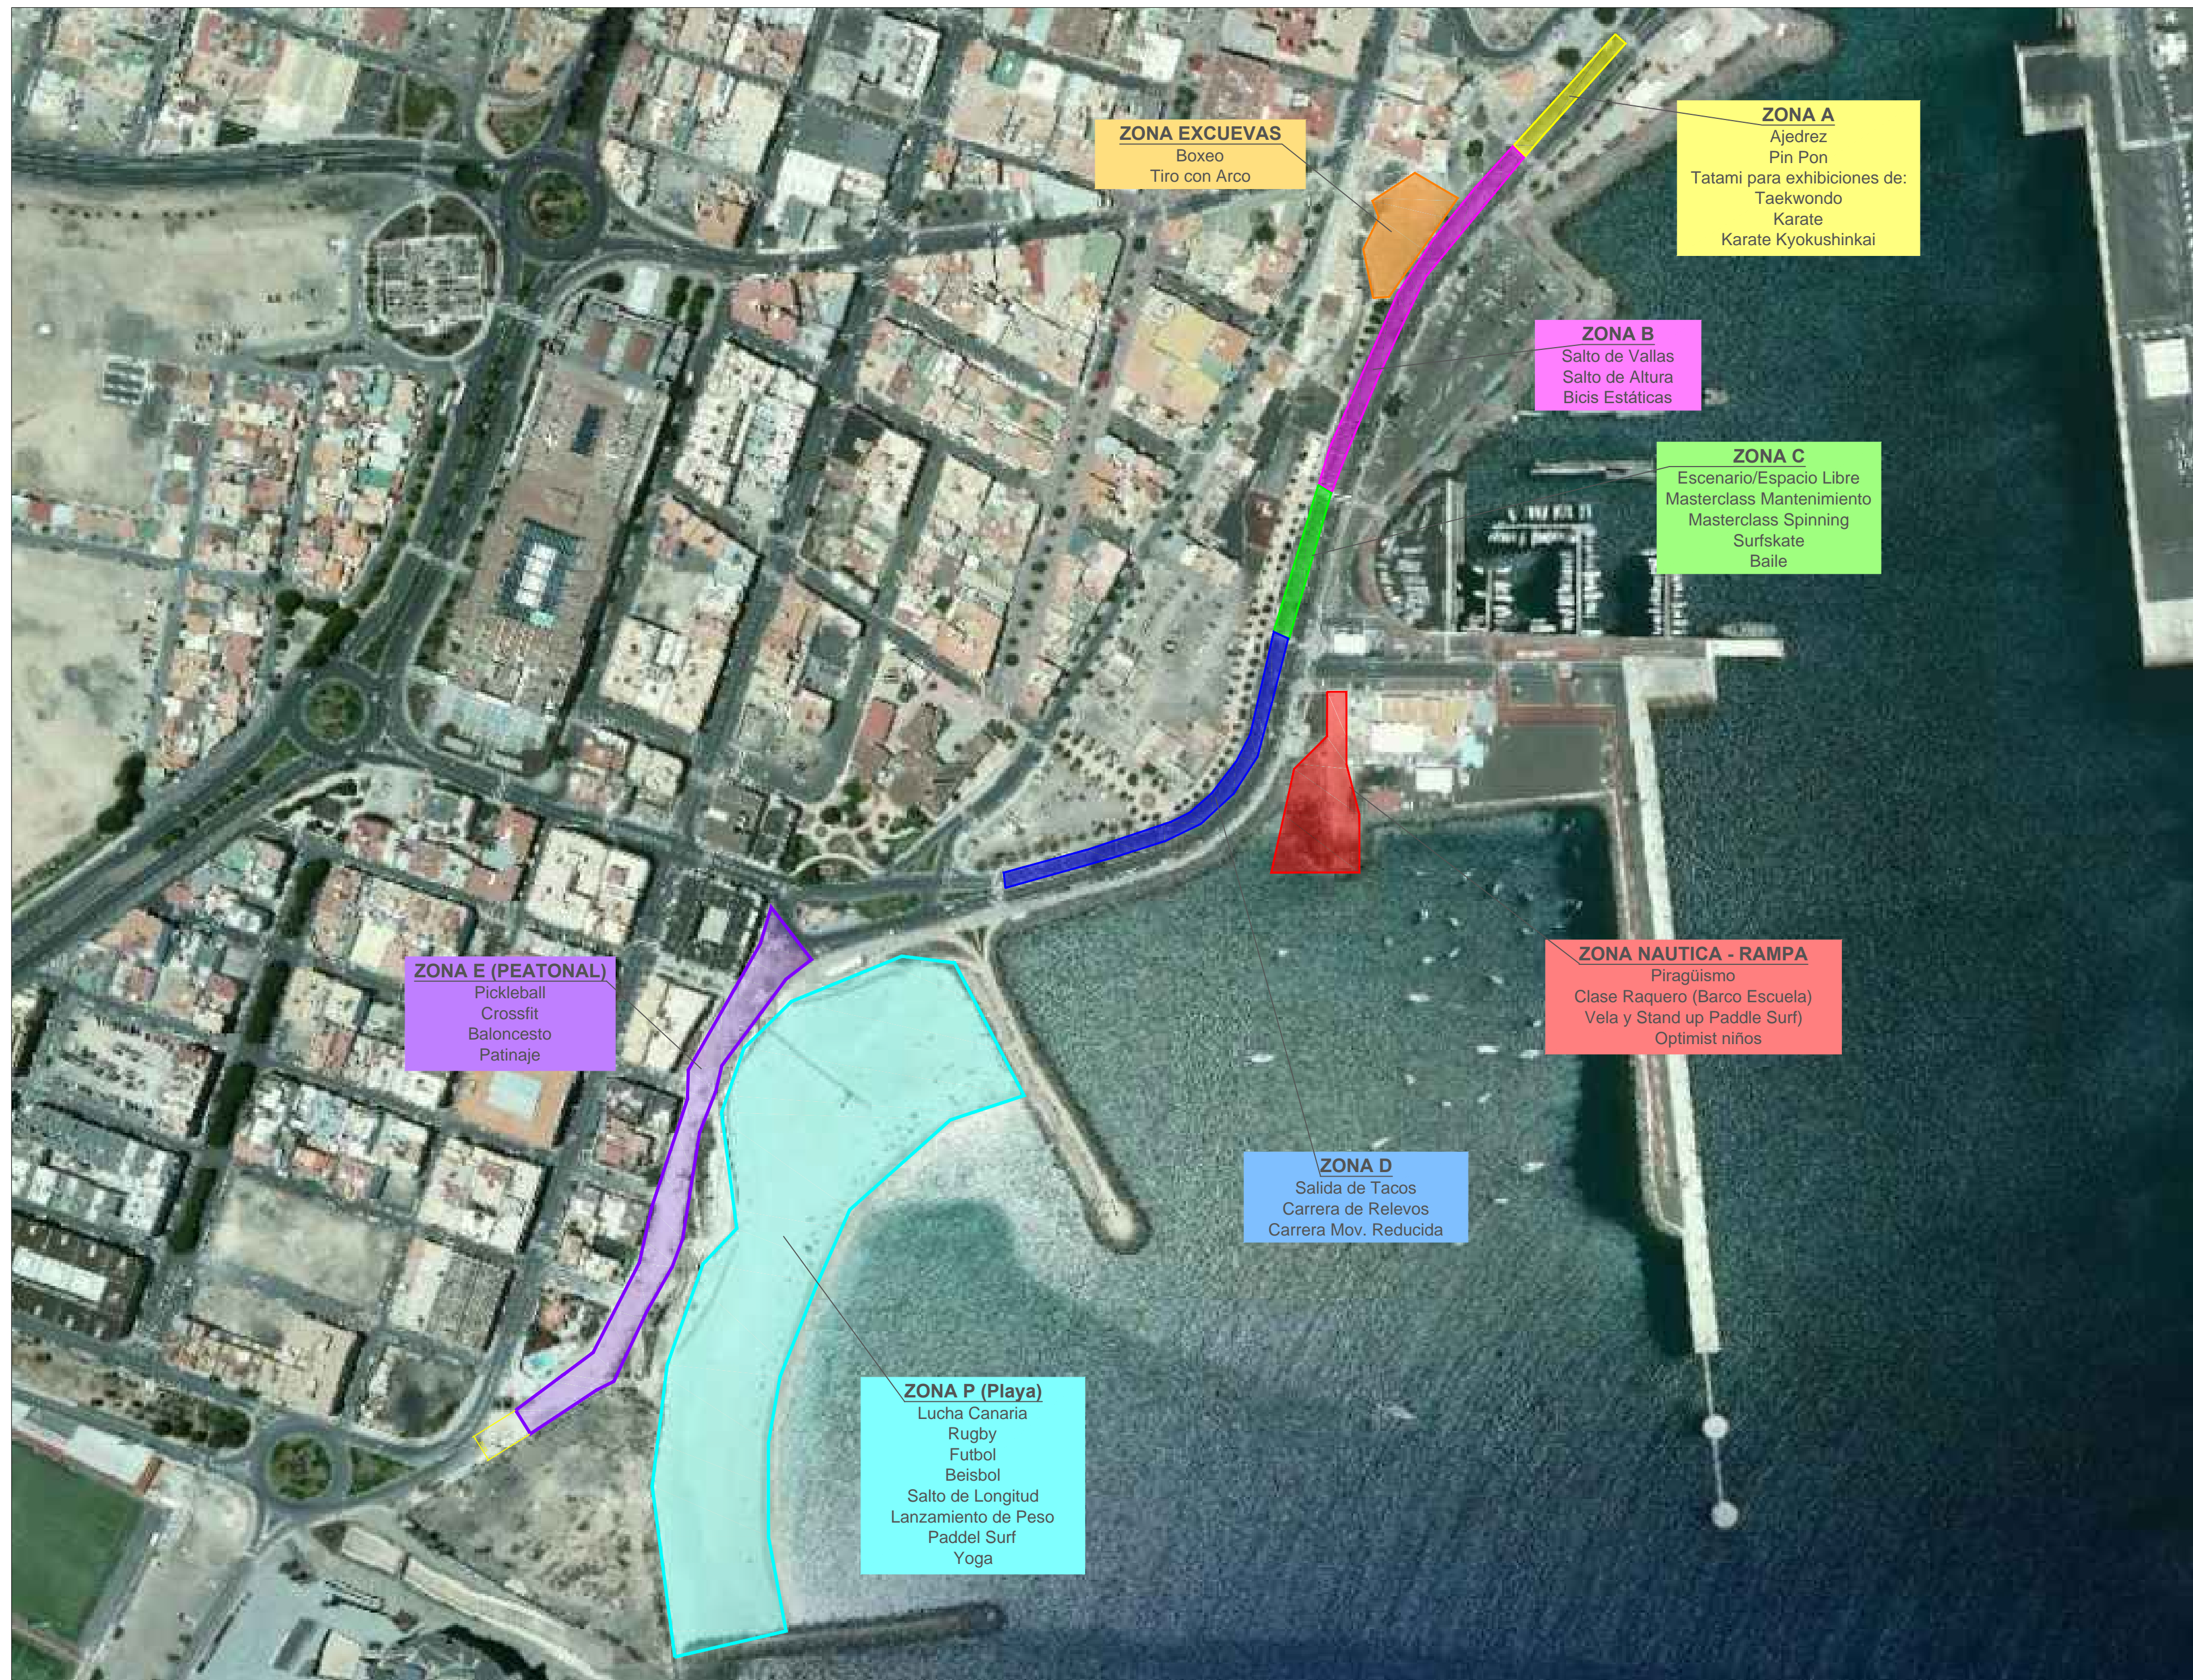 ZONA EXCUEVAS
Boxeo
Tiro con Arco
ZONA A
Ajedrez
Pin Pon
Tatami para exhibiciones de:
Taekwondo
Karate
Karate Kyokushinkai
ZONA B
Salto de Vallas
Salto de Altura
Bicis Estáticas
ZONA C
Escenario/Espacio Libre
Masterclass Mantenimiento
Masterclass Spinning
Surfskate
Baile
ZONA E (PEATONAL)
Pickleball
Crossfit
Baloncesto
Patinaje
ZONA NAUTICA - RAMPA
Piragüismo
Clase Raquero (Barco Escuela)
Vela y Stand up Paddle Surf)
Optimist niños
ZONA D
Salida de Tacos
Carrera de Relevos
Carrera Mov. Reducida
ZONA P (Playa)
Lucha Canaria
Rugby
Futbol
Beisbol
Salto de Longitud
Lanzamiento de Peso
Paddel Surf
Yoga